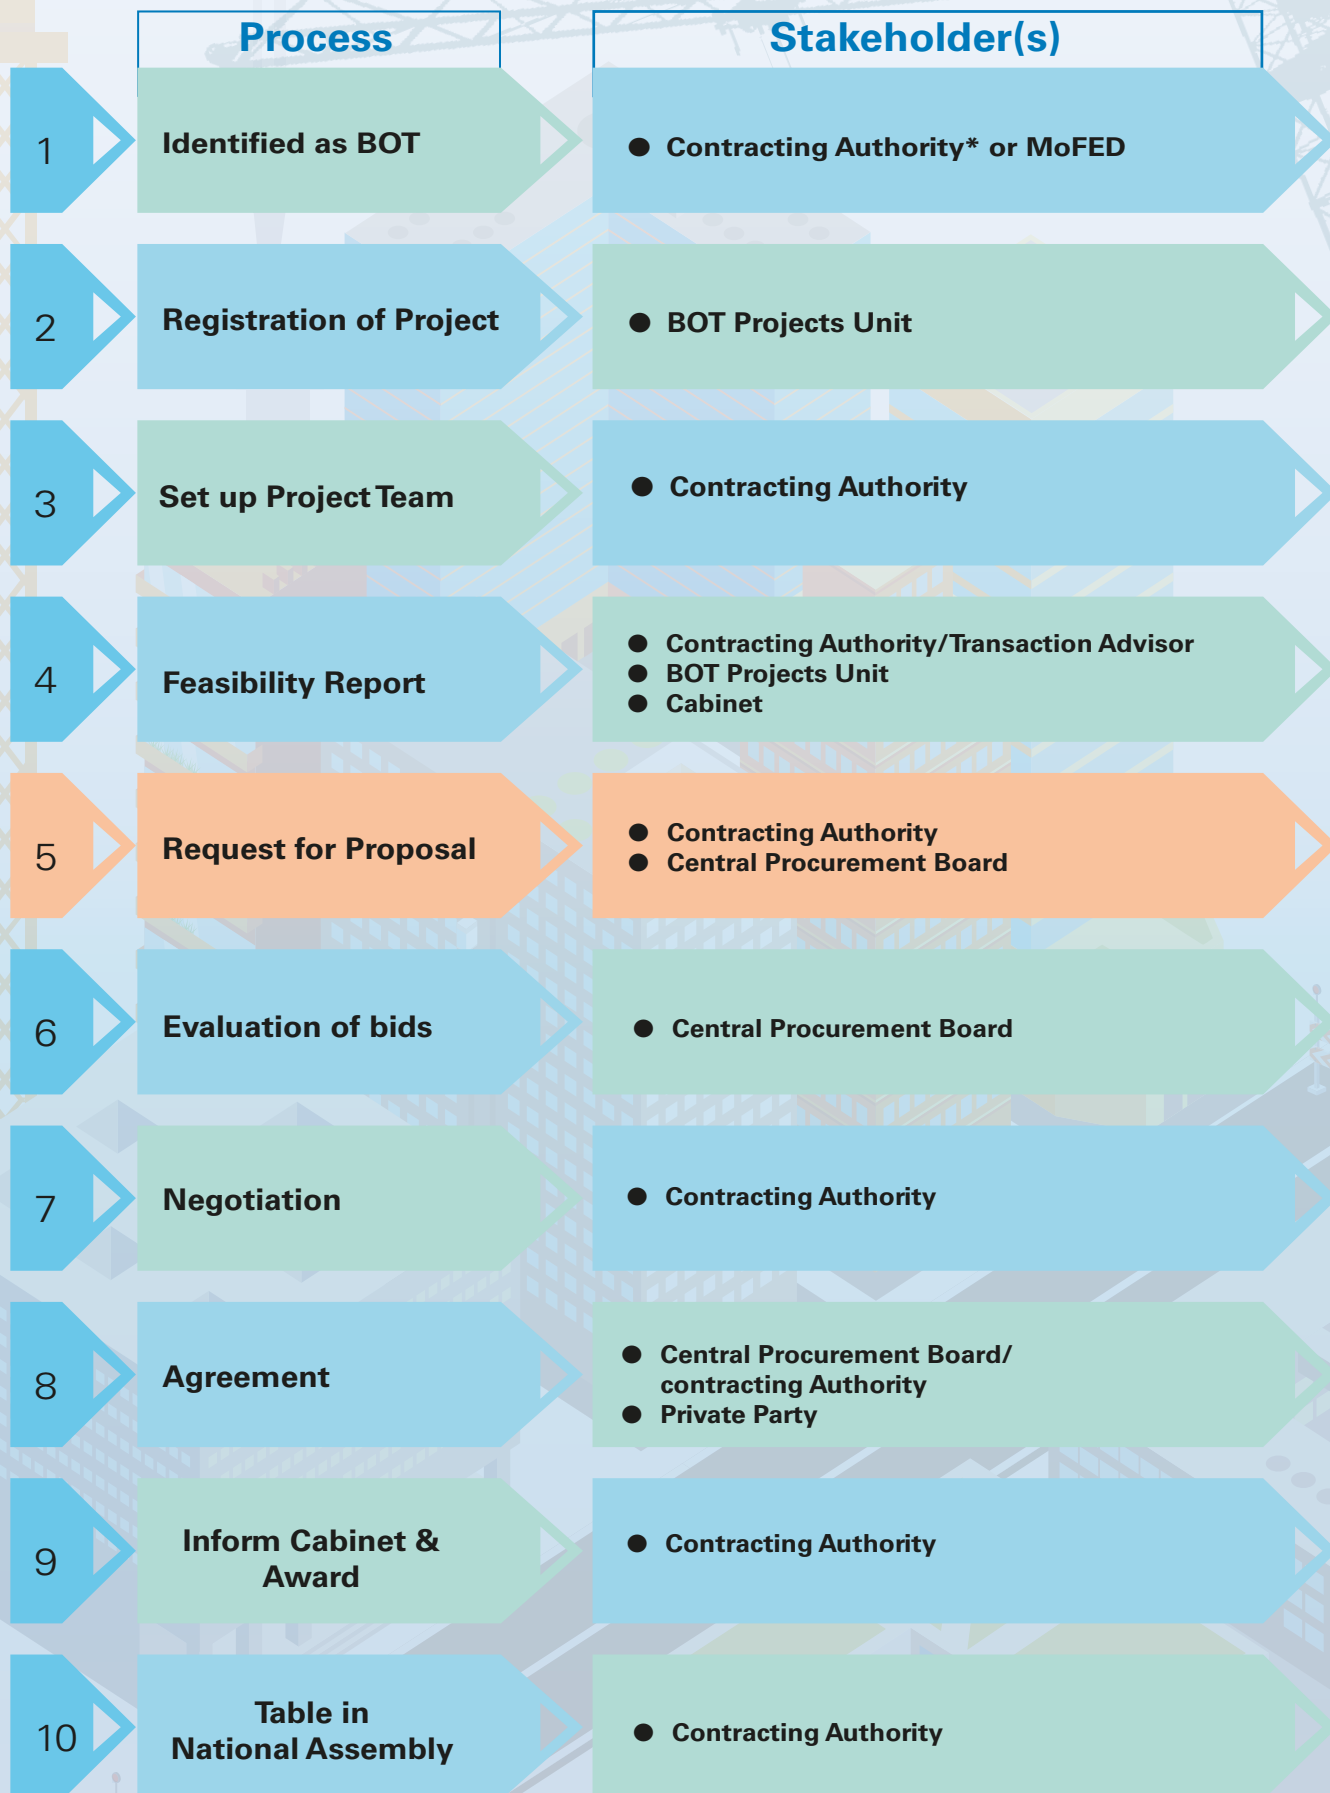 Process
Stakeholder(s)
1
Identified as BOT
● Contracting Authority* or MoFED
2
Registration of Project
● BOT Projects Unit
3
Set up Project Team
● Contracting Authority
4
Feasibility Report
● Contracting Authority/Transaction Advisor
● BOT Projects Unit
● Cabinet
5
Request for Proposal
● Contracting Authority
● Central Procurement Board
6
Evaluation of bids
● Central Procurement Board
7
Negotiation
● Contracting Authority
8
Agreement
● Central Procurement Board/
contracting Authority
● Private Party
9
Inform Cabinet &
Award
● Contracting Authority
10
Table in
National Assembly
● Contracting Authority